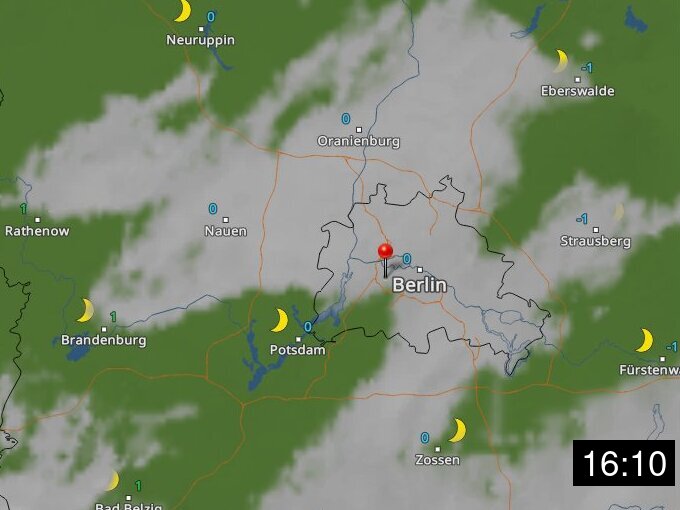 0
Neuruppin
-1
Eberswalde
0
Oranienburg
1
Rathenow
0
Nauen
-1
Strausberg
0
Berlin
1
Brandenburg
0
Potsdam
-1
Fürstenwa
0
Zossen
16:10
1
Bad Belzig